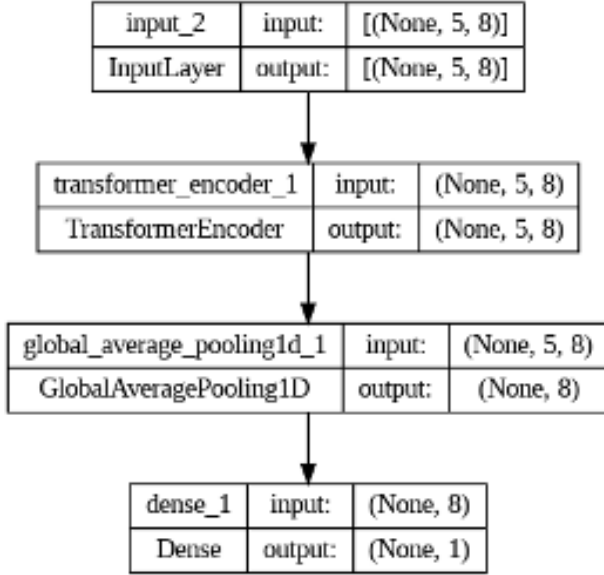 input_2 input: [(None, 5, 8)]
InputLayer output: [(None, 5, 8)]
transformer_encoder_1 input: (None, 5, 8)
TransformerEncoder output: (None, 5, 8)
global_average_pooling1d_1 input: (None, 5, 8)
GlobalAveragePooling1D output: (None, 8)
dense_1 input: (None, 8)
Dense output: (None, 1)